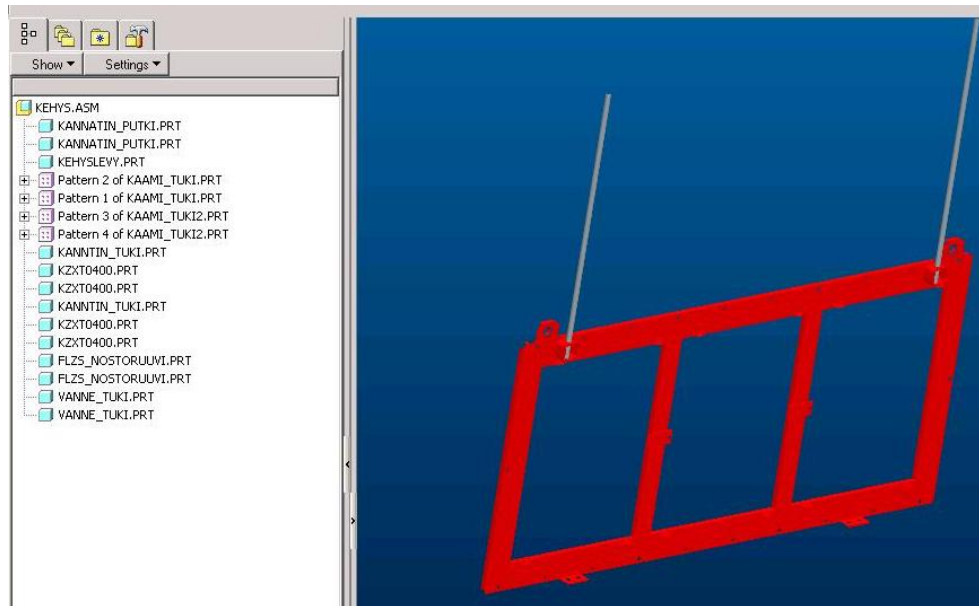 Show
Settings
KEHYS.ASM
KANNATIN_PUTKI.PRT
KANNATIN_PUTKI.PRT
KEHYSLEVY.PRT
Pattern 2 of KAAMI_TUKI.PRT
Pattern 1 of KAAMI_TUKI.PRT
Pattern 3 of KAAMI_TUKI2.PRT
Pattern 4 of KAAMI_TUKI2.PRT
KANNTIN_TUKI.PRT
KZXT0400.PRT
KZXT0400.PRT
KANNTIN_TUKI.PRT
KZXT0400.PRT
KZXT0400.PRT
FLZS_NOSTORUUVI.PRT
FLZS_NOSTORUUVI.PRT
VANNE_TUKI.PRT
VANNE_TUKI.PRT